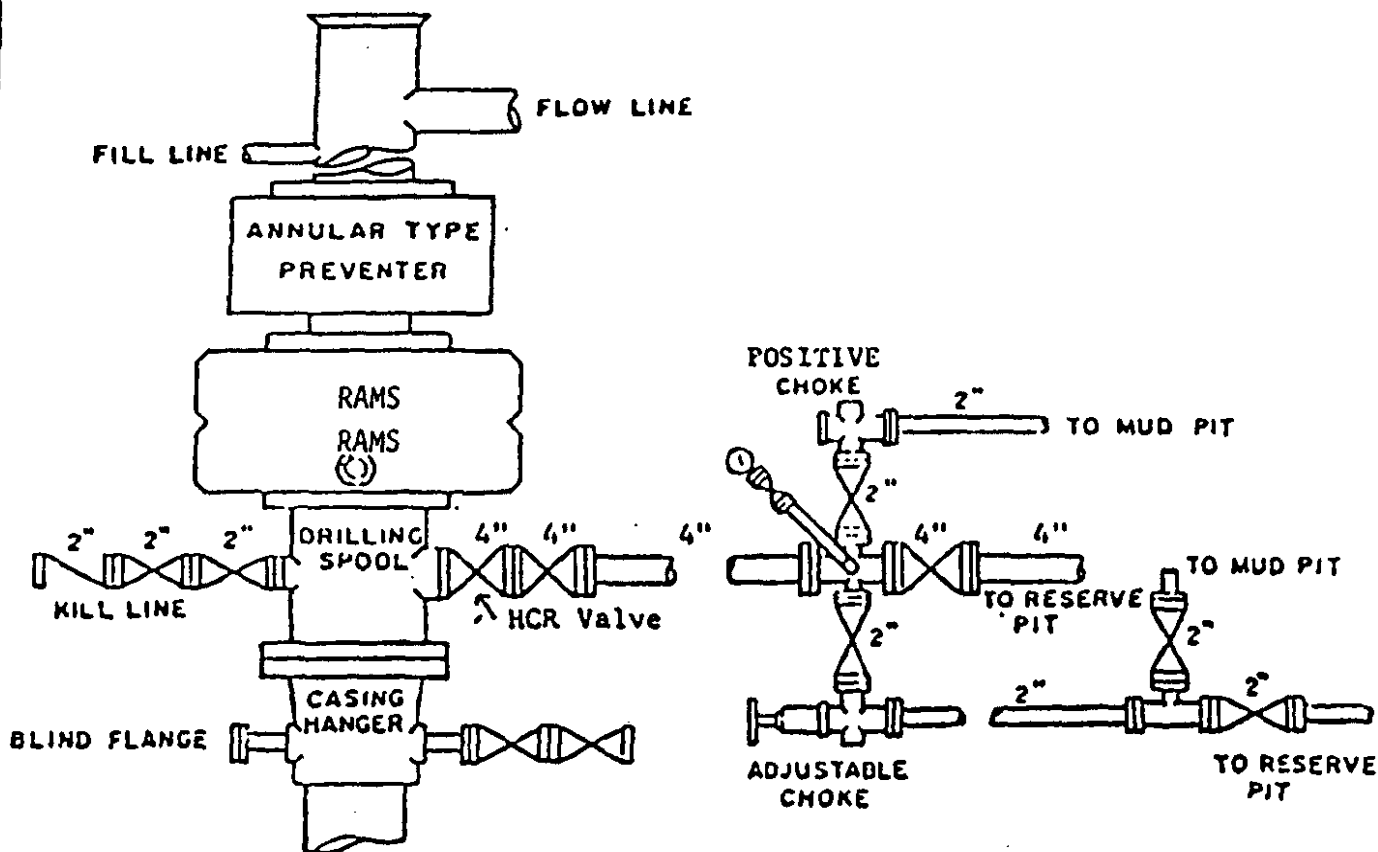 FLOW LINE
FILL LINE
ANNULAR TYPE
PREVENTER
RAMS
RAMS
POSITIVE
CHOKE
2"
TO MUD PIT
2"
2" 2" 2"
DRILLING
SPOOL
4" 4" 4"
4" 4"
KILL LINE
HCR Valve
TO RESERVE
PIT
TO MUD PIT
2"
2"
CASING
HANGER
BLIND FLANGE
2"
2"
ADJUSTABLE
CHOKE
TO RESERVE
PIT